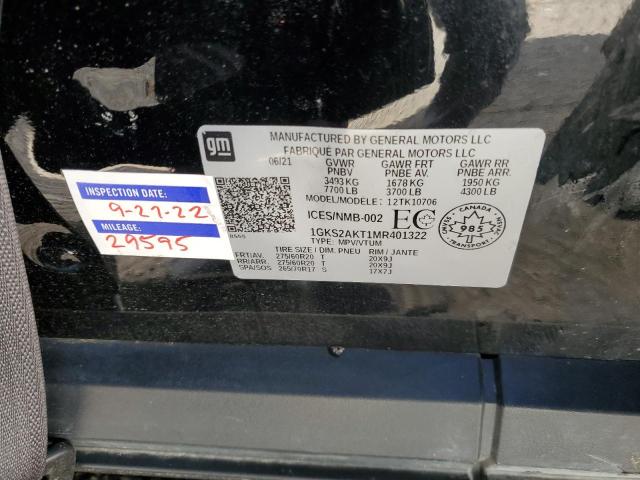 gm
MANUFACTURED BY GENERAL MOTORS LLC
FABRIQUE PAR GENERAL MOTORS LLC
06/21 GVWR GAWR FRT GAWR RR
PNBV PNBE AV. PNBE ARR.
3493 KG 1678 KG 1950 KG
7700 LB 3700 LB 4300 LB
MODEL/MODELE: 12TK10706
ICES/NMB-002 EC
1GKS2AKT1MR401322
TYPE: MPV/VTUM
TIRE SIZE / DIM. PNEU RIM / JANTE
FRT/AV. 275/60R20 T 20X9J
RR/ARR. 275/60R20 T 20X9J
SPA/SOS 265/70R17 S 17X7J
CANADA
985
TRANSPORT
INSPECTION DATE:
9-27-22
MILEAGE:
29595